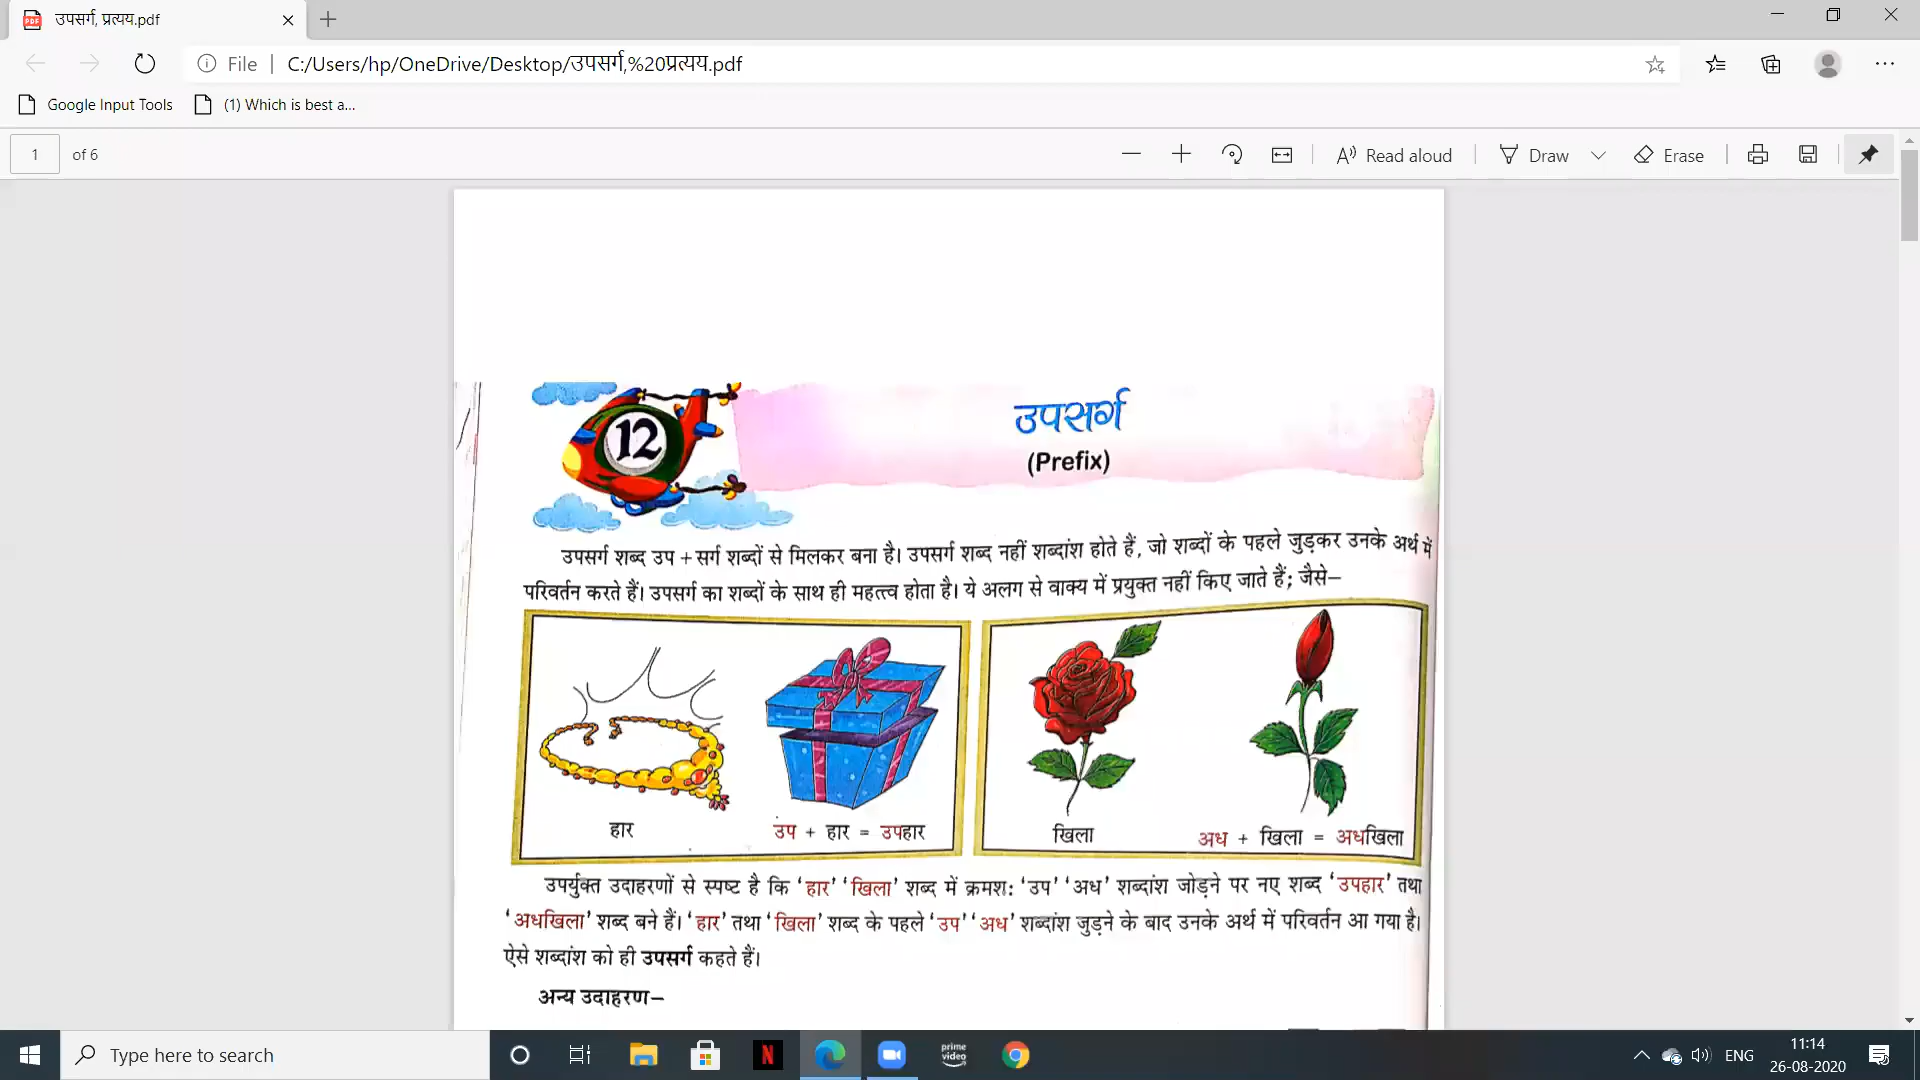 उपसर्ग, प्रत्यय.pdf
File
C:/Users/hp/OneDrive/Desktop/उपसर्ग,%20प्रत्यय.pdf
Google Input Tools
(1) Which is best a...
1 of 6
Read aloud
Draw
Erase
12
उपसर्ग
(Prefix)
उपसर्ग शब्द उप + सर्ग शब्दों से मिलकर बना है। उपसर्ग शब्द नहीं शब्दांश होते हैं, जो शब्दों के पहले जुड़कर उनके अर्थ में
परिवर्तन करते हैं। उपसर्ग का शब्दों के साथ ही महत्त्व होता है। ये अलग से वाक्य में प्रयुक्त नहीं किए जाते हैं; जैसे–
हार
उप + हार = उपहार
खिला
अध + खिला = अधखिला
उपर्युक्त उदाहरणों से स्पष्ट है कि ‘हार’ ‘खिला’ शब्द में क्रमश: ‘उप’ ‘अध’ शब्दांश जोड़ने पर नए शब्द ‘उपहार’ तथा
‘अधखिला’ शब्द बने हैं। ‘हार’ तथा ‘खिला’ शब्द के पहले ‘उप’ ‘अध’ शब्दांश जुड़ने के बाद उनके अर्थ में परिवर्तन आ गया है।
ऐसे शब्दांश को ही उपसर्ग कहते हैं।
अन्य उदाहरण–
Type here to search
N
prime
video
ENG
11:14
26-08-2020